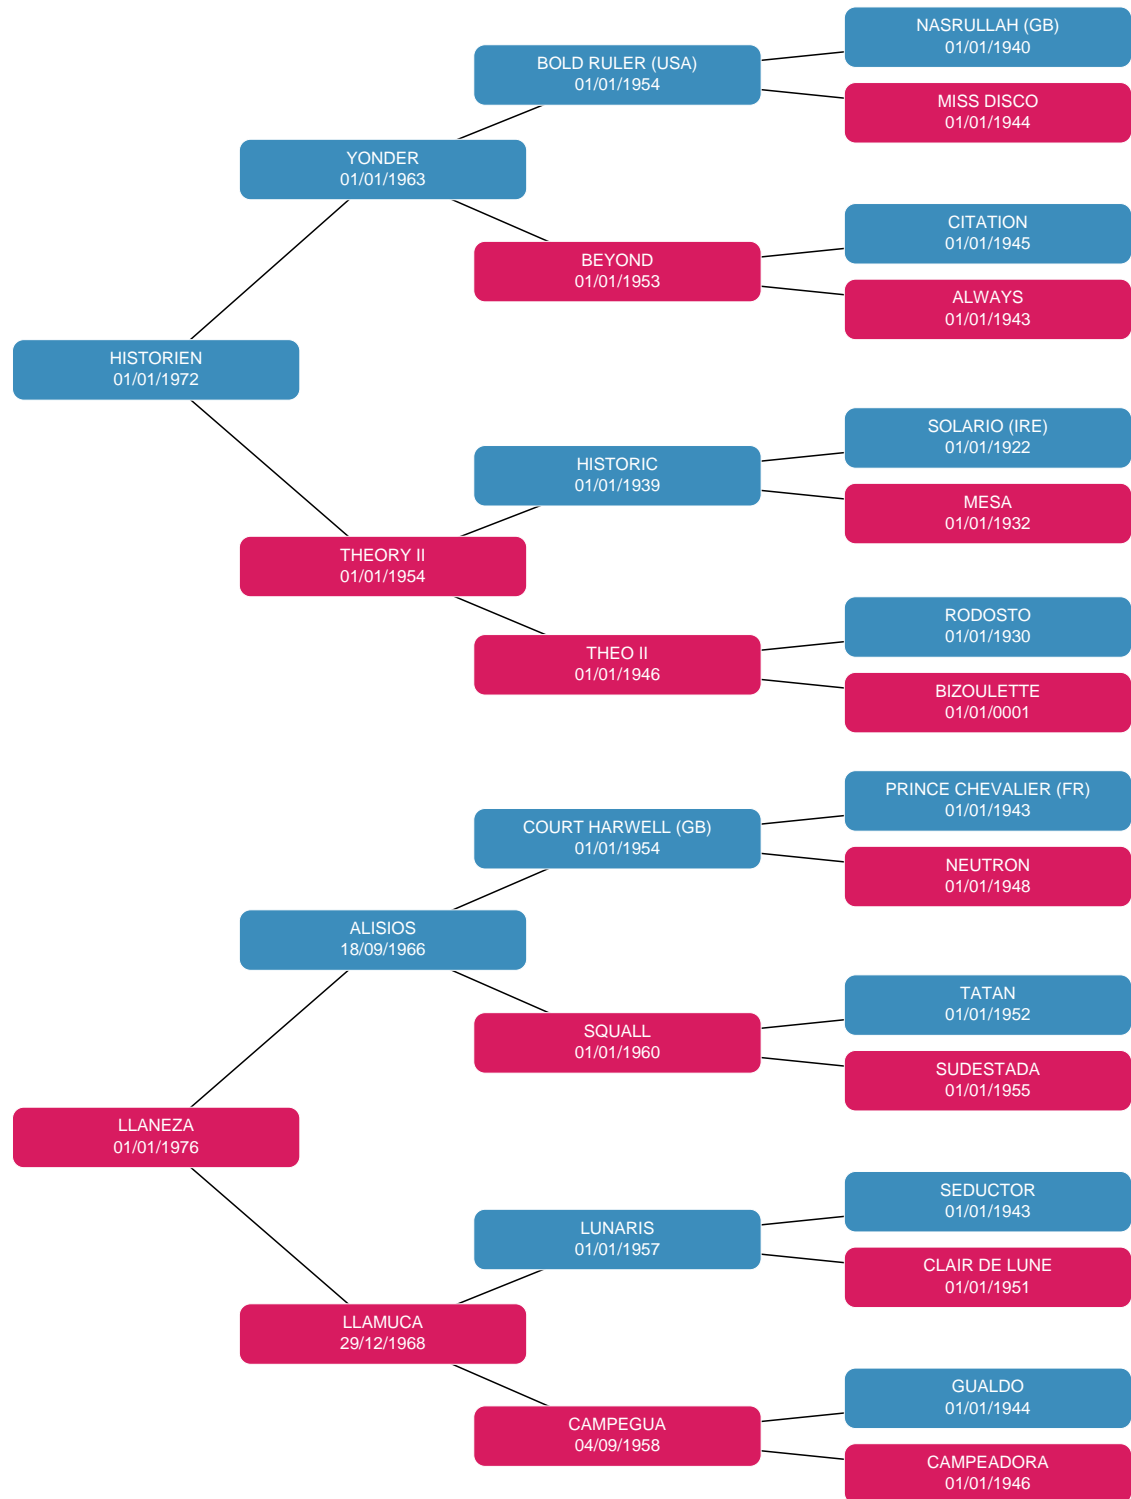 NASRULLAH (GB)
01/01/1940
BOLD RULER (USA)
01/01/1954
MISS DISCO
01/01/1944
YONDER
01/01/1963
CITATION
01/01/1945
BEYOND
01/01/1953
ALWAYS
01/01/1943
HISTORIEN
01/01/1972
SOLARIO (IRE)
01/01/1922
HISTORIC
01/01/1939
MESA
01/01/1932
THEORY II
01/01/1954
RODOSTO
01/01/1930
THEO II
01/01/1946
BIZOULETTE
01/01/0001
PRINCE CHEVALIER (FR)
01/01/1943
COURT HARWELL (GB)
01/01/1954
NEUTRON
01/01/1948
ALISIOS
18/09/1966
TATAN
01/01/1952
SQUALL
01/01/1960
SUDESTADA
01/01/1955
LLANEZA
01/01/1976
SEDUCTOR
01/01/1943
LUNARIS
01/01/1957
CLAIR DE LUNE
01/01/1951
LLAMUCA
29/12/1968
GUALDO
01/01/1944
CAMPEGUA
04/09/1958
CAMPEADORA
01/01/1946